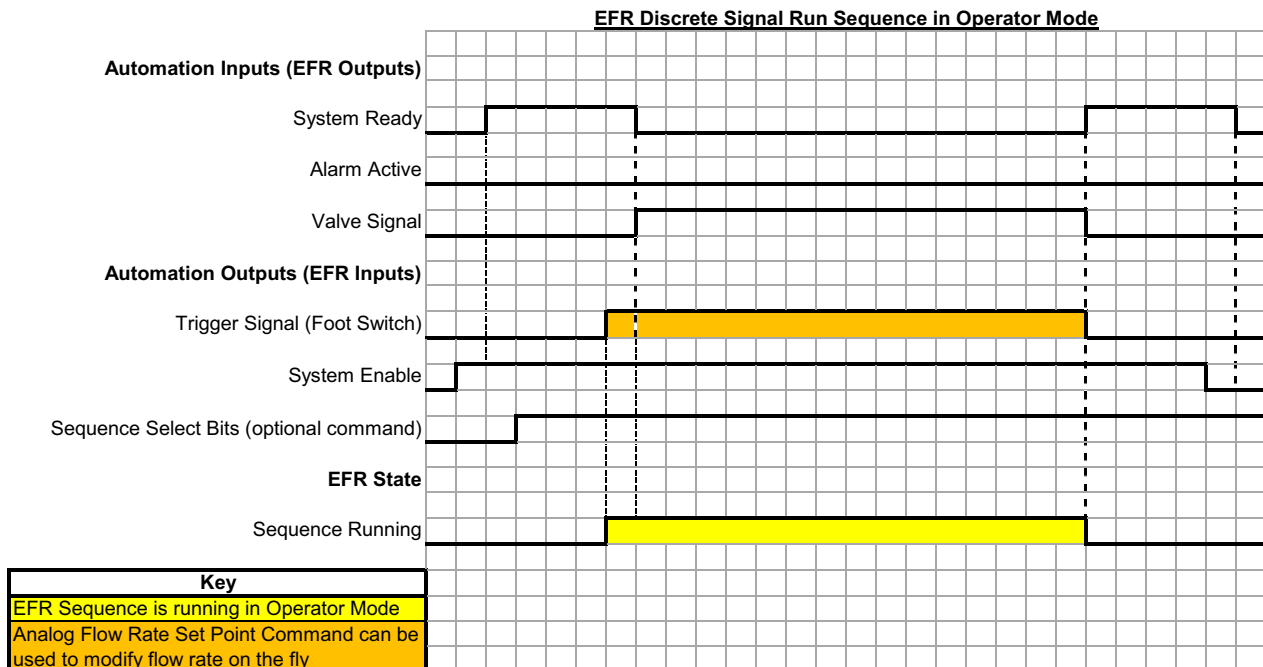 EFR Discrete Signal Run Sequence in Operator Mode
Automation Inputs (EFR Outputs)
System Ready
Alarm Active
Valve Signal
Automation Outputs (EFR Inputs)
Trigger Signal (Foot Switch)
System Enable
Sequence Select Bits (optional command)
EFR State
Sequence Running
Key
EFR Sequence is running in Operator Mode
Analog Flow Rate Set Point Command can be
used to modify flow rate on the fly